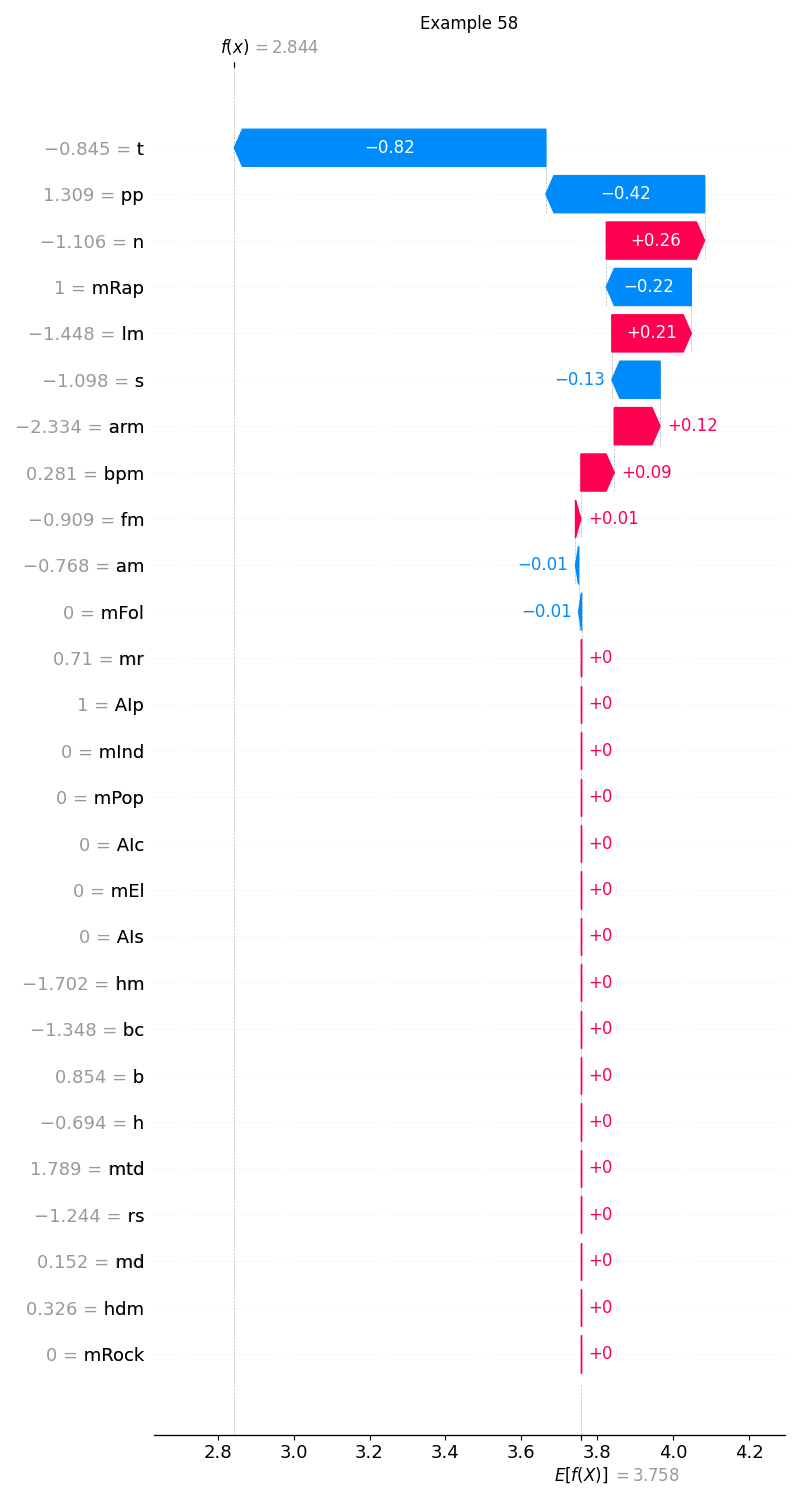 Example 58
f(x) = 2.844
−0.845 = t −0.82
1.309 = pp −0.42
−1.106 = n +0.26
1 = mRap −0.22
−1.448 = lm +0.21
−1.098 = s −0.13
−2.334 = arm +0.12
0.281 = bpm +0.09
−0.909 = fm +0.01
−0.768 = am −0.01
0 = mFol −0.01
0.71 = mr +0
1 = AIp +0
0 = mInd +0
0 = mPop +0
0 = AIc +0
0 = mEl +0
0 = AIs +0
−1.702 = hm +0
−1.348 = bc +0
0.854 = b +0
−0.694 = h +0
1.789 = mtd +0
−1.244 = rs +0
0.152 = md +0
0.326 = hdm +0
0 = mRock +0
2.8 3.0 3.2 3.4 3.6 3.8 4.0 4.2
E[f(X)] = 3.758